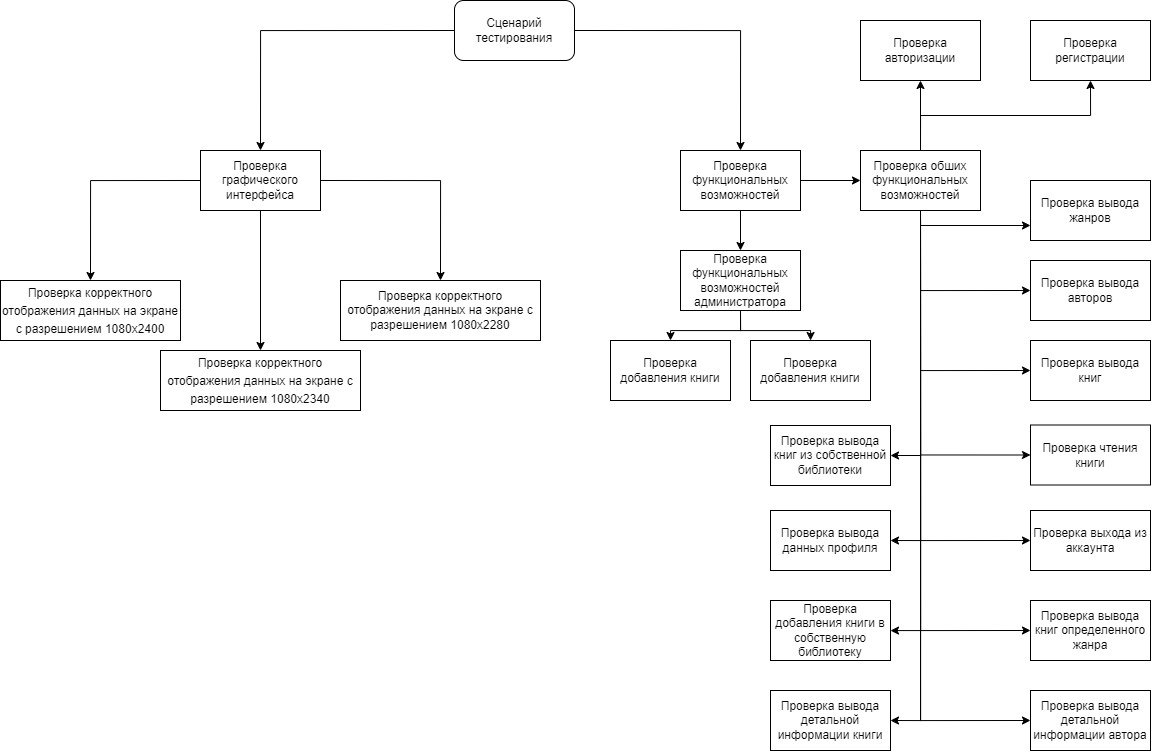 Сценарий
тестирования
Проверка
авторизации
Проверка
регистрации
Проверка
графического
интерфейса
Проверка
функциональных
возможностей
Проверка обших
функциональных
возможностей
Проверка вывода
жанров
Проверка
функциональных
возможностей
администратора
Проверка вывода
авторов
Проверка корректного
отображения данных на экране
с разрешением 1080x2400
Проверка корректного
отображения данных на экране с
разрешением 1080x2280
Проверка корректного
отображения данных на экране с
разрешением 1080x2340
Проверка
добавления книги
Проверка
добавления книги
Проверка вывода
книг
Проверка вывода
книг из собственной
библиотеки
Проверка чтения
книги
Проверка вывода
данных профиля
Проверка выхода из
аккаунта
Проверка
добавления книги в
собственную
библиотеку
Проверка вывода
книг определенного
жанра
Проверка вывода
детальной
информации книги
Проверка вывода
детальной
информации автора